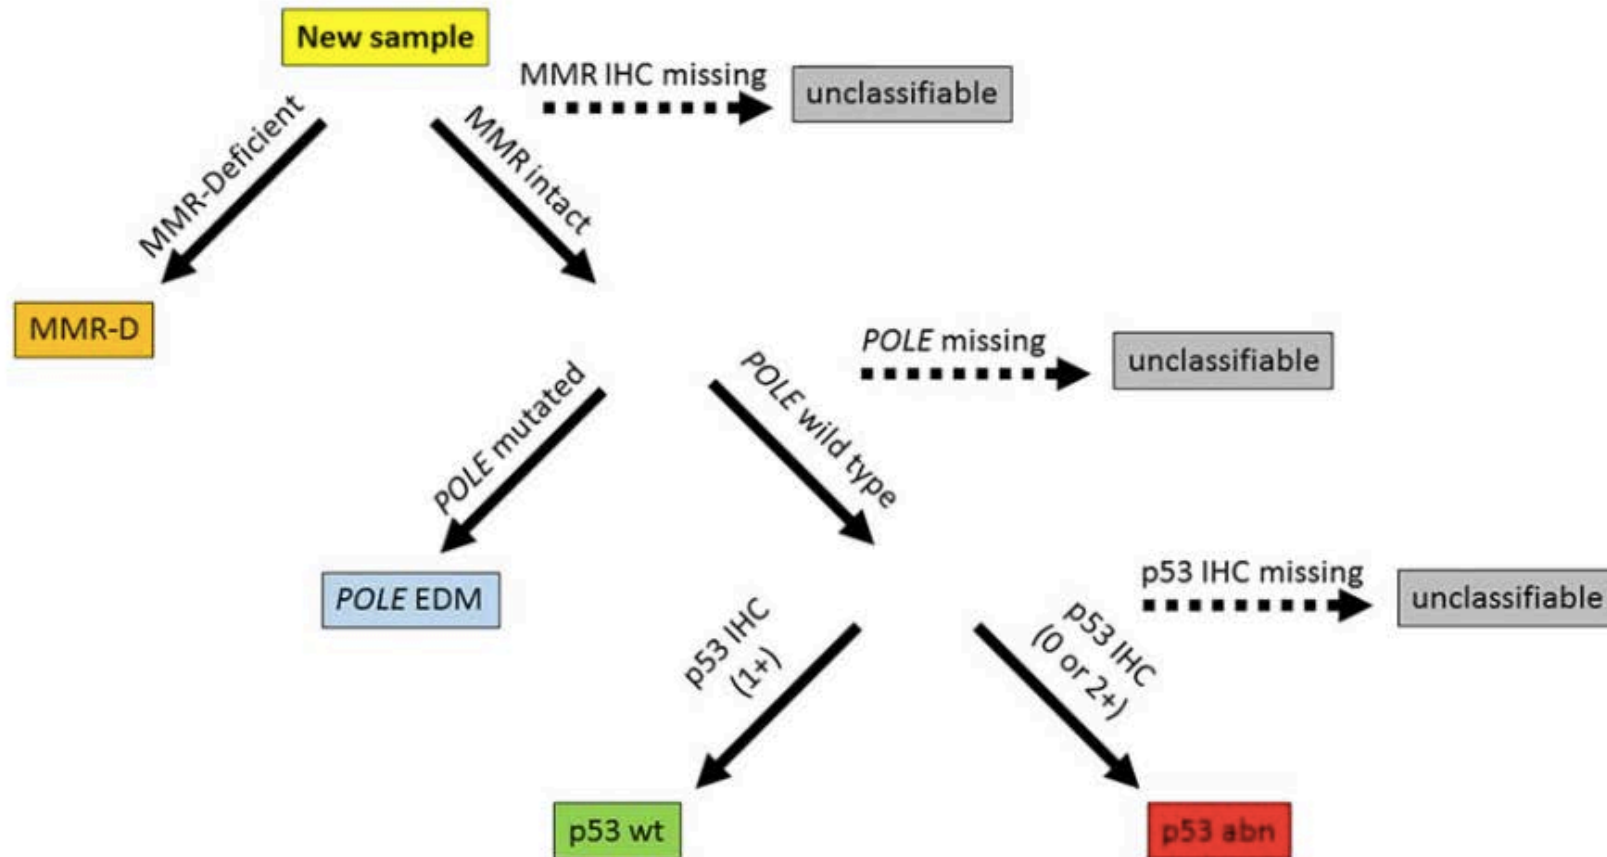 New sample
MMR IHC missing
unclassifiable
MMR-Deficient
MMR intact
MMR-D
POLE missing
unclassifiable
POLE mutated
POLE wild type
POLE EDM
p53 IHC missing
unclassifiable
p53 IHC
(1+)
p53 IHC
(0 or 2+)
p53 wt
p53 abn